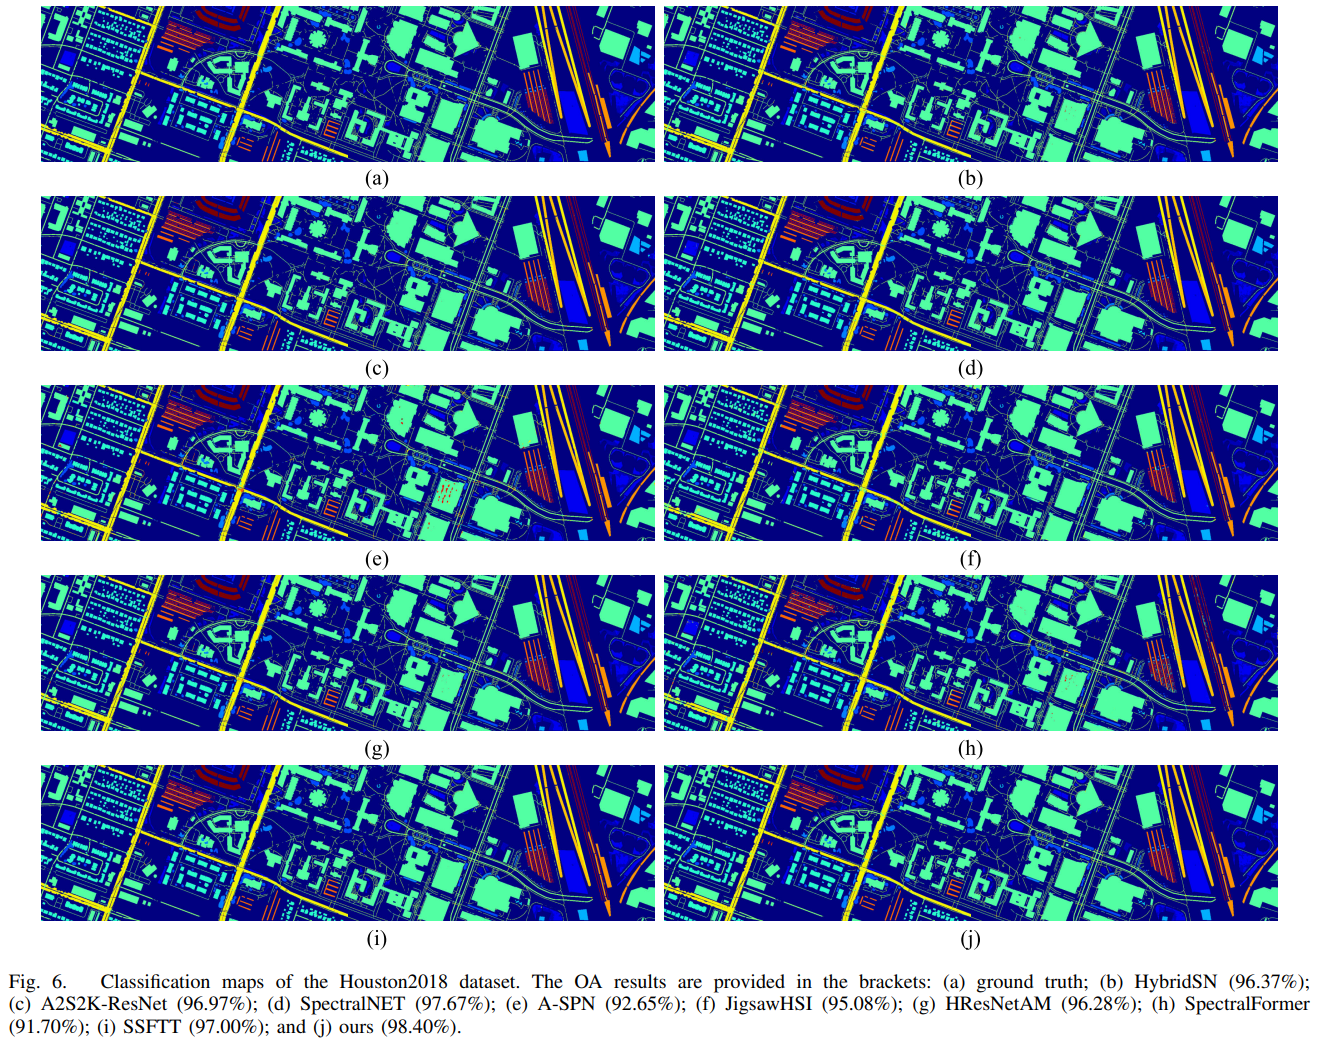 (a)
(b)
(c)
(d)
(e)
(f)
(g)
(h)
(i)
(j)
Fig. 6. Classification maps of the Houston2018 dataset. The OA results are provided in the brackets: (a) ground truth; (b) HybridSN (96.37%);
(c) A2S2K-ResNet (96.97%); (d) SpectralNET (97.67%); (e) A-SPN (92.65%); (f) JigsawHSI (95.08%); (g) HResNetAM (96.28%); (h) SpectralFormer
(91.70%); (i) SSFTT (97.00%); and (j) ours (98.40%).